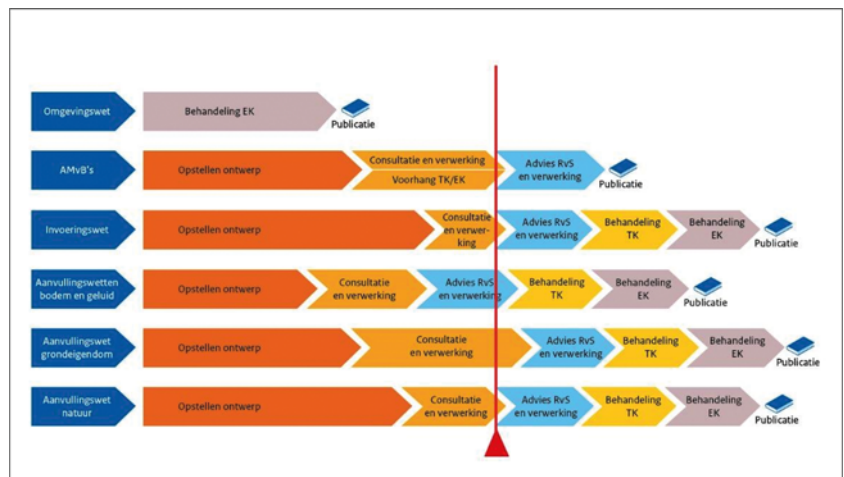 Omgevingswet
Behandeling EK
Publicatie
AMvB's
Opstellen ontwerp
Consultatie en verwerking
Voorhang TK/EK
Advies RvS
en verwerking
Publicatie
Invoeringswet
Opstellen ontwerp
Consultatie
en verwer-
king
Advies RvS
en verwerking
Behandeling
TK
Behandeling
EK
Publicatie
Aanvullingswetten
bodem en geluid
Opstellen ontwerp
Consultatie
en verwerking
Advies RvS
en verwerking
Behandeling
TK
Behandeling
EK
Publicatie
Aanvullingswet
grondeigendom
Opstellen ontwerp
Consultatie
en verwerking
Advies RvS
en verwerking
Behandeling
TK
Behandeling
EK
Publicatie
Aanvullingswet
natuur
Opstellen ontwerp
Consultatie
en verwerking
Advies RvS
en verwerking
Behandeling
TK
Behandeling
EK
Publicatie